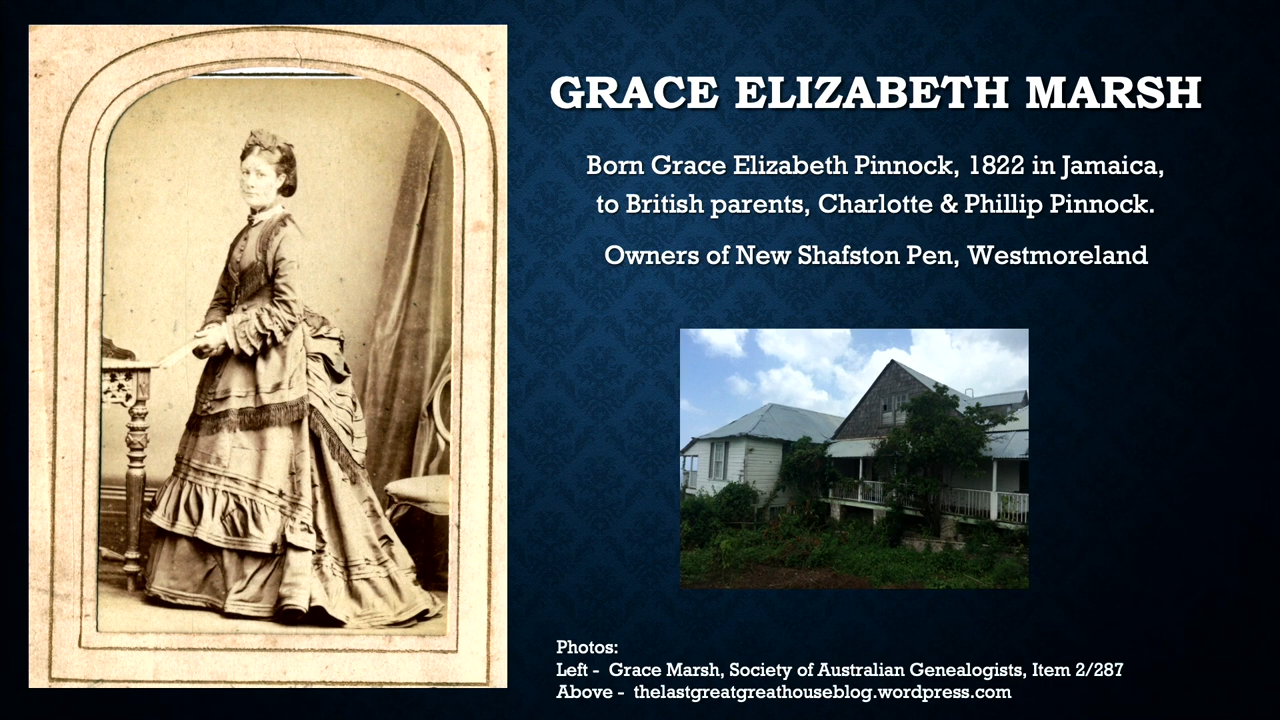 GRACE ELIZABETH MARSH
Born Grace Elizabeth Pinnock, 1822 in Jamaica,
to British parents, Charlotte & Phillip Pinnock.
Owners of New Shafston Pen, Westmoreland
Photos:
Left - Grace Marsh, Society of Australian Genealogists, Item 2/287
Above - thelastgreatgreathouseblog.wordpress.com